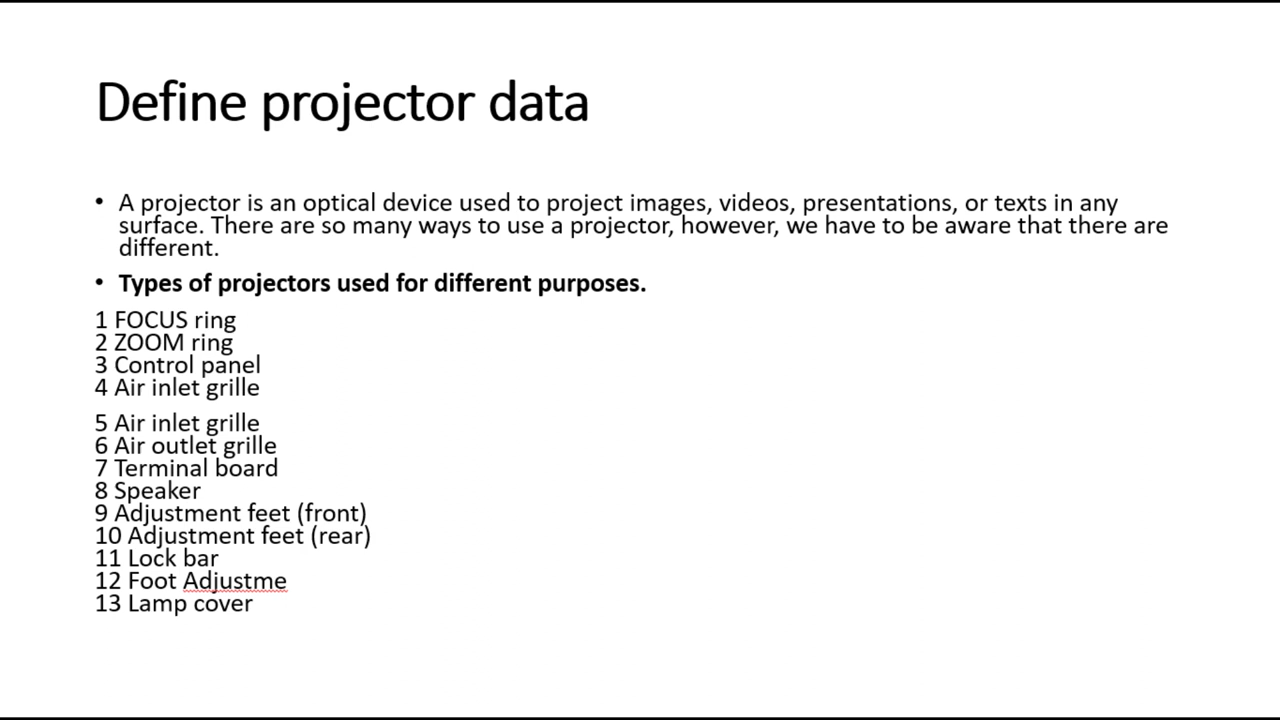 Define projector data
• A projector is an optical device used to project images, videos, presentations, or texts in any
surface. There are so many ways to use a projector, however, we have to be aware that there are
different.
• Types of projectors used for different purposes.
1 FOCUS ring
2 ZOOM ring
3 Control panel
4 Air inlet grille
5 Air inlet grille
6 Air outlet grille
7 Terminal board
8 Speaker
9 Adjustment feet (front)
10 Adjustment feet (rear)
11 Lock bar
12 Foot Adjustme
13 Lamp cover